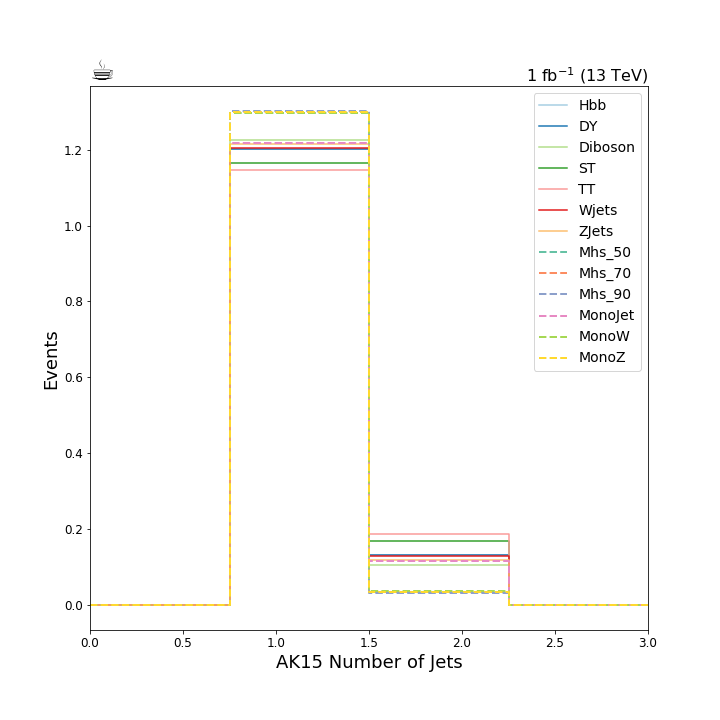 ☕ 1 fb⁻¹ (13 TeV)
Hbb
DY
Diboson
ST
TT
Wjets
ZJets
Mhs_50
Mhs_70
Mhs_90
MonoJet
MonoW
MonoZ
1.2
1.0
0.8
0.6
0.4
0.2
0.0
Events
0.0 0.5 1.0 1.5 2.0 2.5 3.0
AK15 Number of Jets